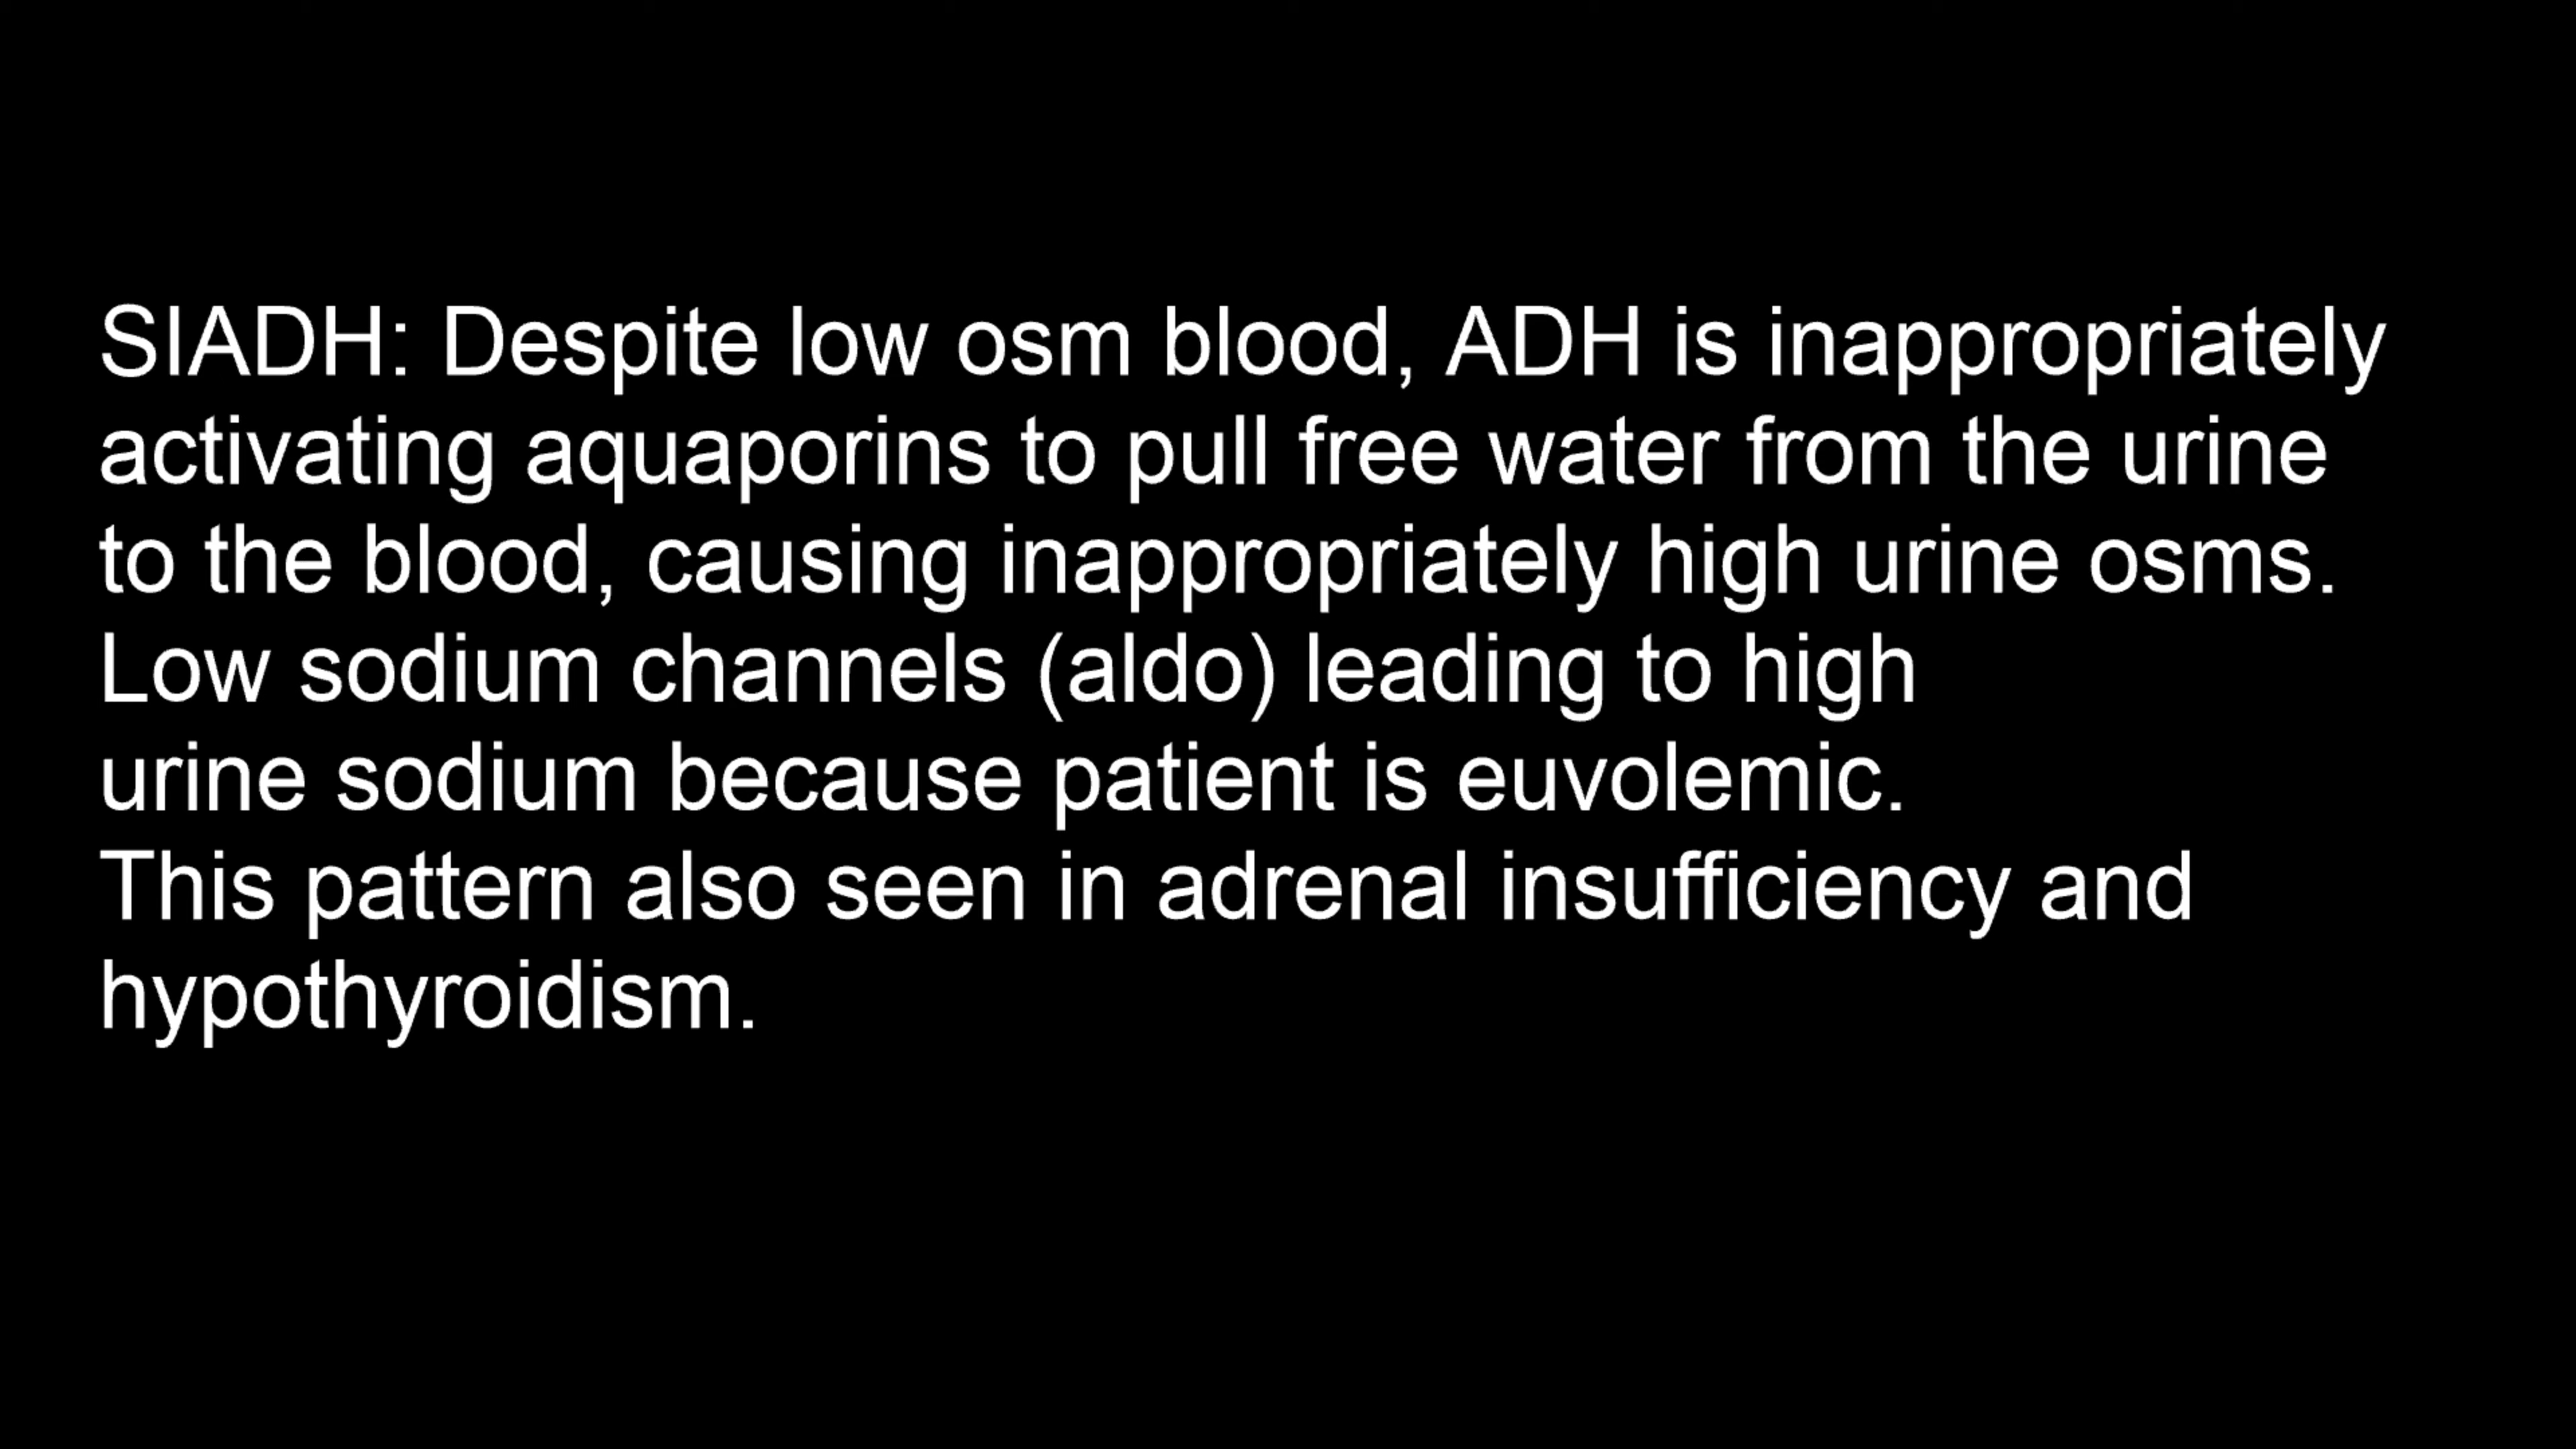 SIADH: Despite low osm blood, ADH is inappropriately
activating aquaporins to pull free water from the urine
to the blood, causing inappropriately high urine osms.
Low sodium channels (aldo) leading to high
urine sodium because patient is euvolemic.
This pattern also seen in adrenal insufficiency and
hypothyroidism.